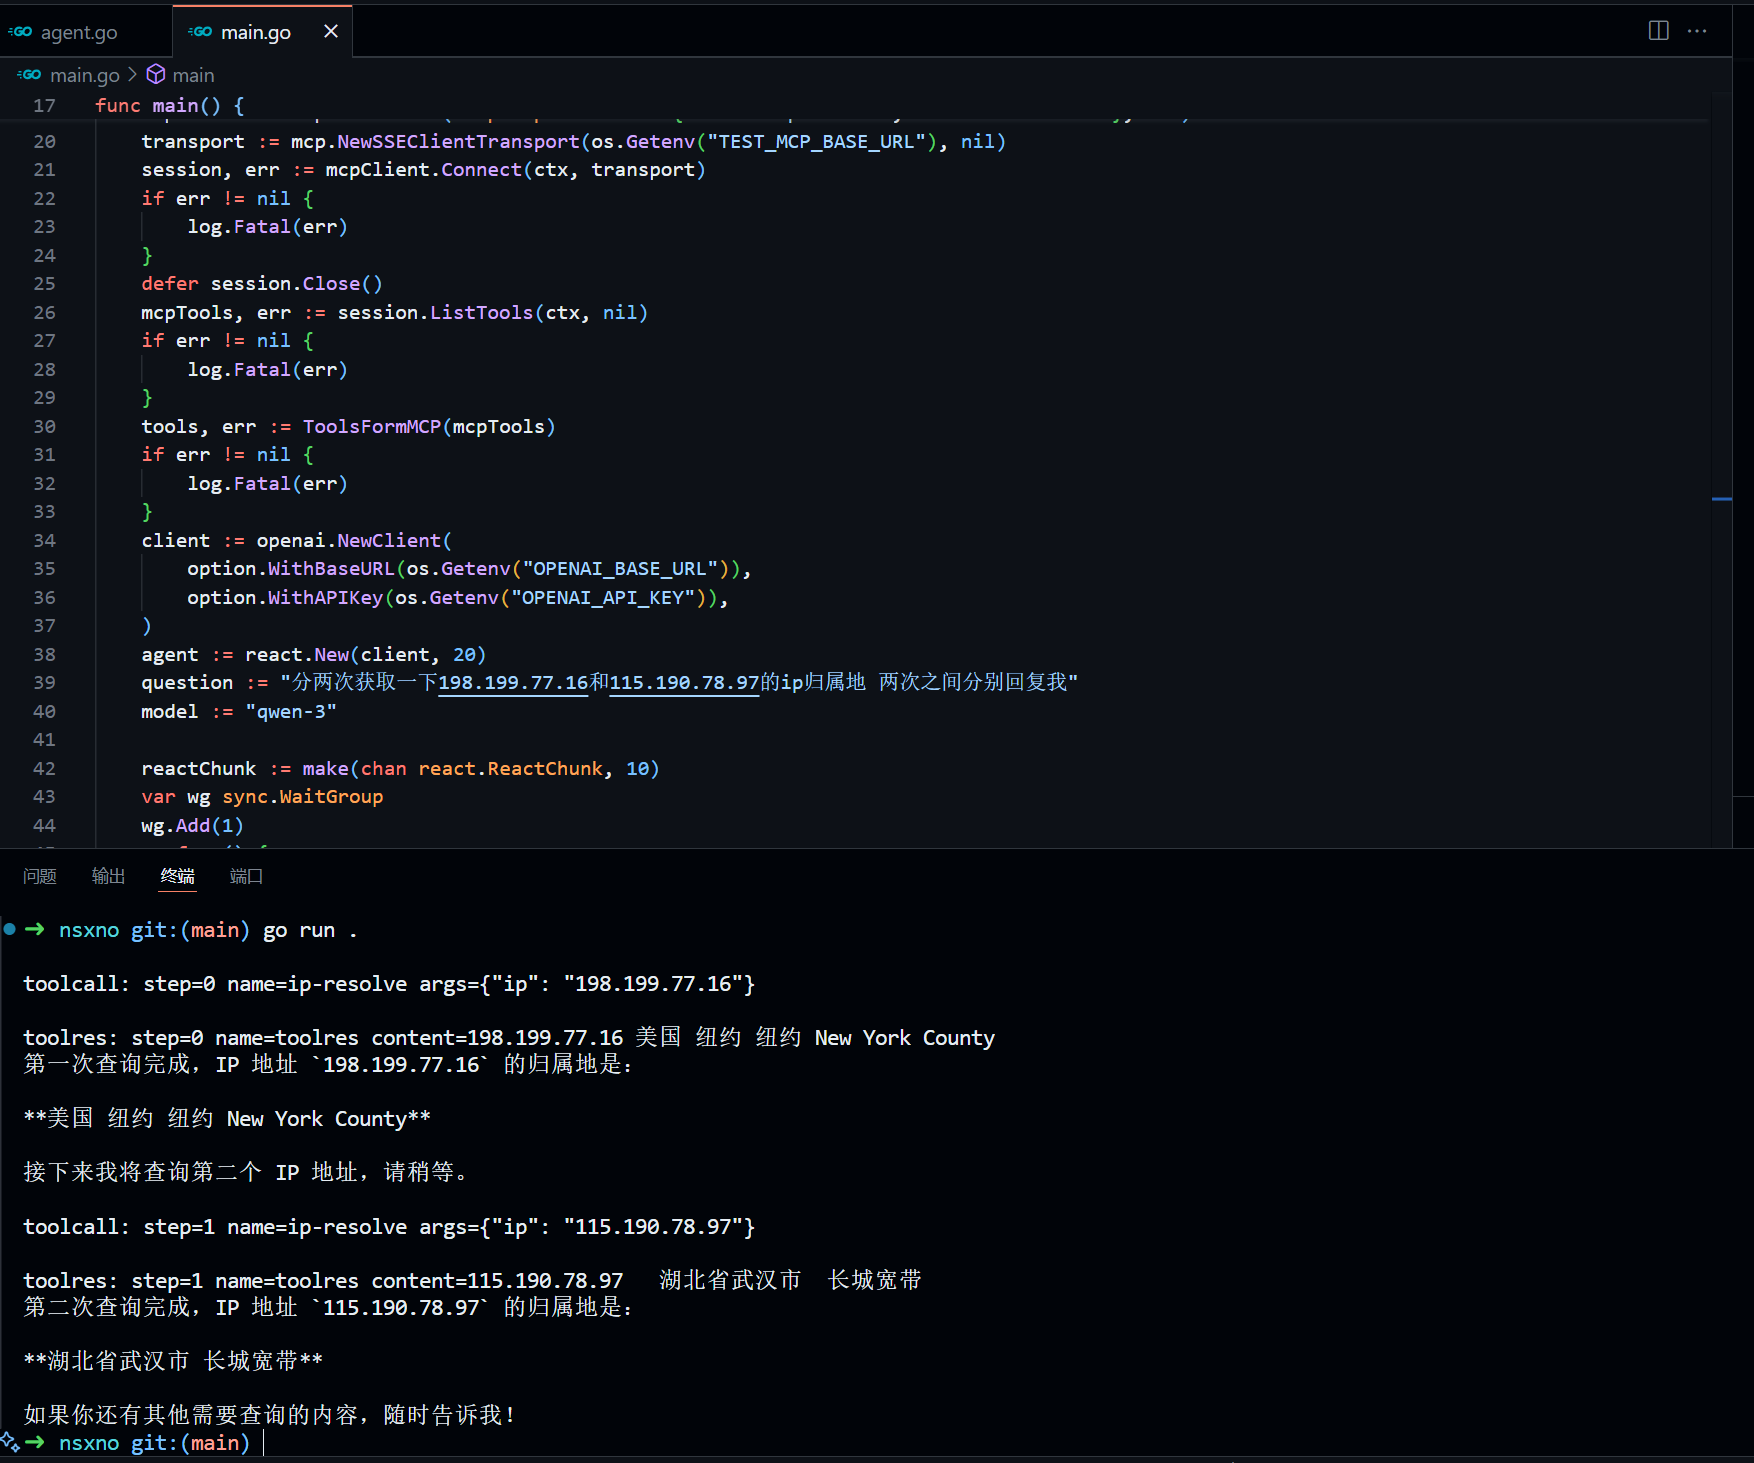 agent.go
main.go
main.go > main
17 func main() {
20 transport := mcp.NewSSEClientTransport(os.Getenv("TEST_MCP_BASE_URL"), nil)
21 session, err := mcpClient.Connect(ctx, transport)
22 if err != nil {
23 log.Fatal(err)
24 }
25 defer session.Close()
26 mcpTools, err := session.ListTools(ctx, nil)
27 if err != nil {
28 log.Fatal(err)
29 }
30 tools, err := ToolsFormMCP(mcpTools)
31 if err != nil {
32 log.Fatal(err)
33 }
34 client := openai.NewClient(
35 option.WithBaseURL(os.Getenv("OPENAI_BASE_URL")),
36 option.WithAPIKey(os.Getenv("OPENAI_API_KEY")),
37 )
38 agent := react.New(client, 20)
39 question := "分两次获取一下198.199.77.16和115.190.78.97的ip归属地 两次之间分别回复我"
40 model := "qwen-3"
41
42 reactChunk := make(chan react.ReactChunk, 10)
43 var wg sync.WaitGroup
44 wg.Add(1)
问题 输出 终端 端口
➜ nsxno git:(main) go run .
toolcall: step=0 name=ip-resolve args={"ip": "198.199.77.16"}
toolres: step=0 name=toolres content=198.199.77.16 美国 纽约 纽约 New York County
第一次查询完成，IP 地址 `198.199.77.16` 的归属地是：
**美国 纽约 纽约 New York County**
接下来我将查询第二个 IP 地址，请稍等。
toolcall: step=1 name=ip-resolve args={"ip": "115.190.78.97"}
toolres: step=1 name=toolres content=115.190.78.97 湖北省武汉市 长城宽带
第二次查询完成，IP 地址 `115.190.78.97` 的归属地是：
**湖北省武汉市 长城宽带**
如果你还有其他需要查询的内容，随时告诉我！
➜ nsxno git:(main)